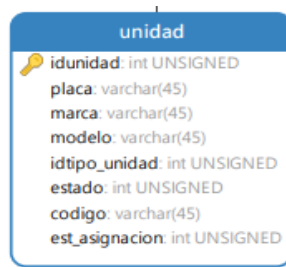 unidad
idunidad: int UNSIGNED
placa: varchar(45)
marca: varchar(45)
modelo: varchar(45)
idtipo_unidad: int UNSIGNED
estado: int UNSIGNED
codigo: varchar(45)
est_asignacion: int UNSIGNED